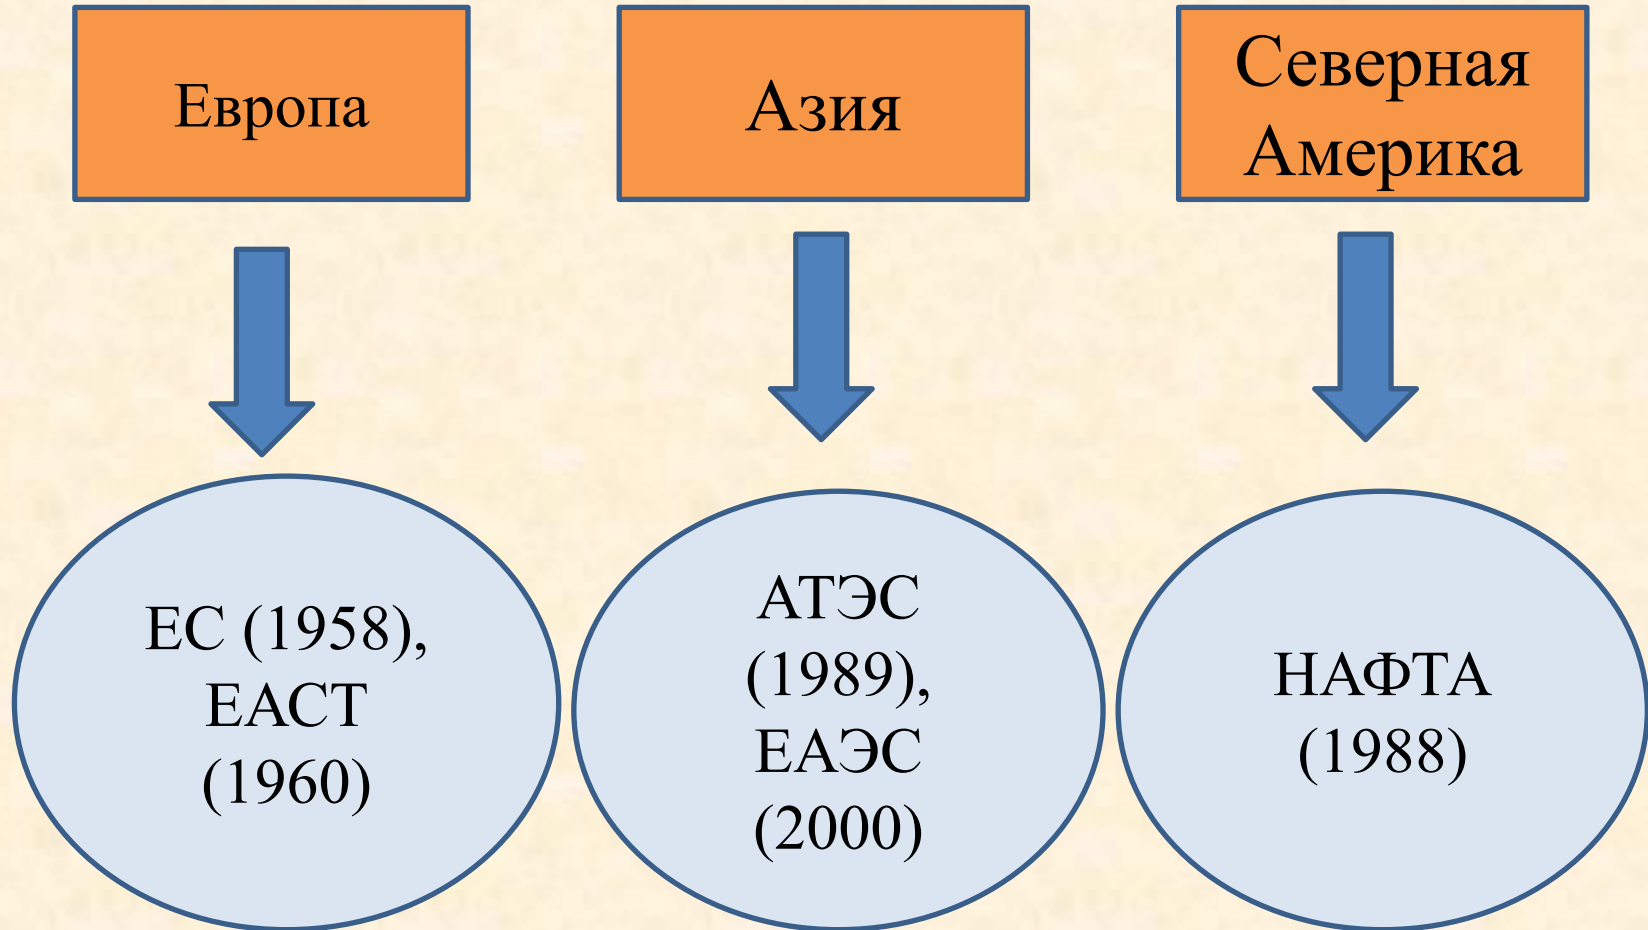 Европа
Азия
Северная
Америка
ЕС (1958),
ЕАСТ
(1960)
АТЭС
(1989),
ЕАЭС
(2000)
НАФТА
(1988)